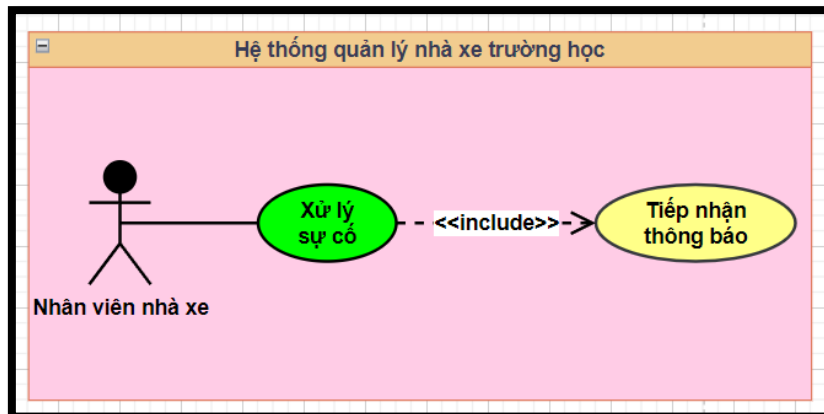 Hệ thống quản lý nhà xe trường học
Xử lý
sự cố
<<include>>
Tiếp nhận
thông báo
Nhân viên nhà xe